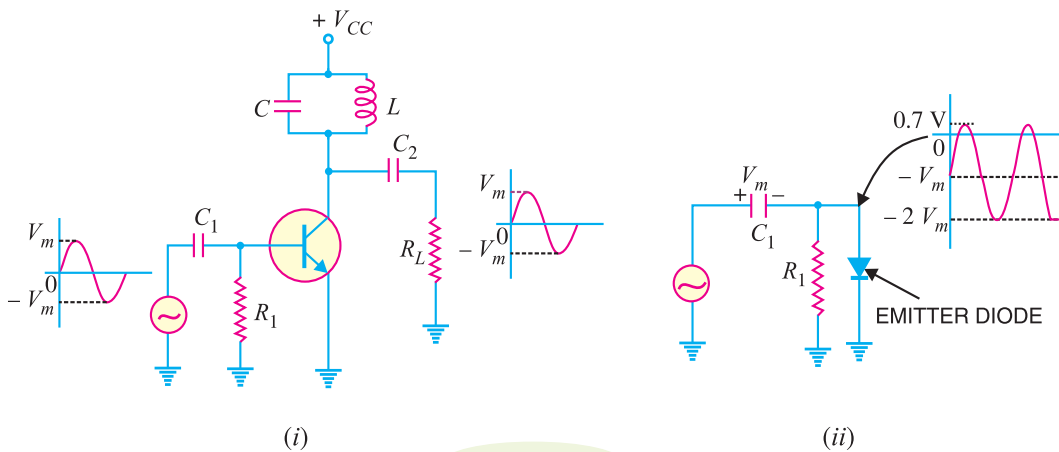 + V_CC
C
L
C_2
C_1
V_m
0
– V_m
R_1
R_L
V_m
0
– V_m
(i)
V_m
+ –
C_1
R_1
0.7 V
0
– V_m
– 2 V_m
EMITTER DIODE
(ii)